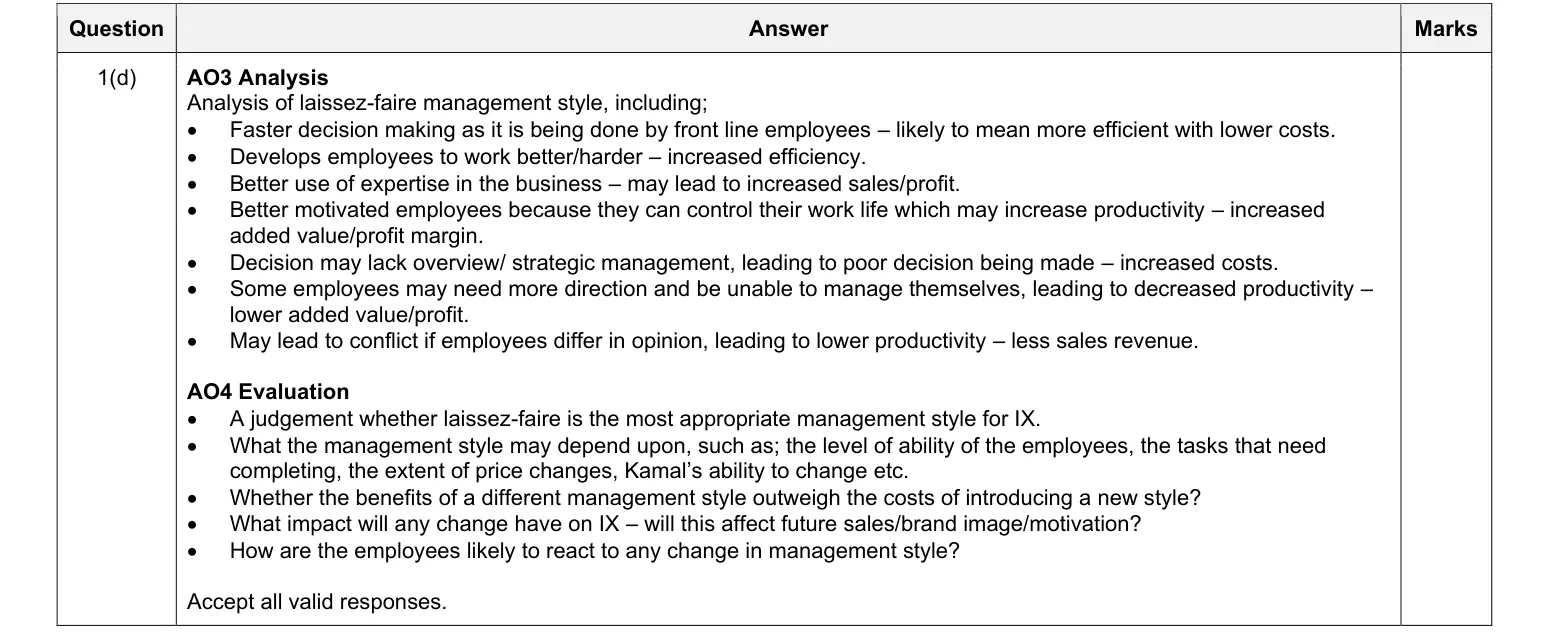 Question Answer Marks
1(d) AO3 Analysis
Analysis of laissez-faire management style, including;
• Faster decision making as it is being done by front line employees – likely to mean more efficient with lower costs.
• Develops employees to work better/harder – increased efficiency.
• Better use of expertise in the business – may lead to increased sales/profit.
• Better motivated employees because they can control their work life which may increase productivity – increased
added value/profit margin.
• Decision may lack overview/ strategic management, leading to poor decision being made – increased costs.
• Some employees may need more direction and be unable to manage themselves, leading to decreased productivity –
lower added value/profit.
• May lead to conflict if employees differ in opinion, leading to lower productivity – less sales revenue.
AO4 Evaluation
• A judgement whether laissez-faire is the most appropriate management style for IX.
• What the management style may depend upon, such as; the level of ability of the employees, the tasks that need
completing, the extent of price changes, Kamal’s ability to change etc.
• Whether the benefits of a different management style outweigh the costs of introducing a new style?
• What impact will any change have on IX – will this affect future sales/brand image/motivation?
• How are the employees likely to react to any change in management style?
Accept all valid responses.